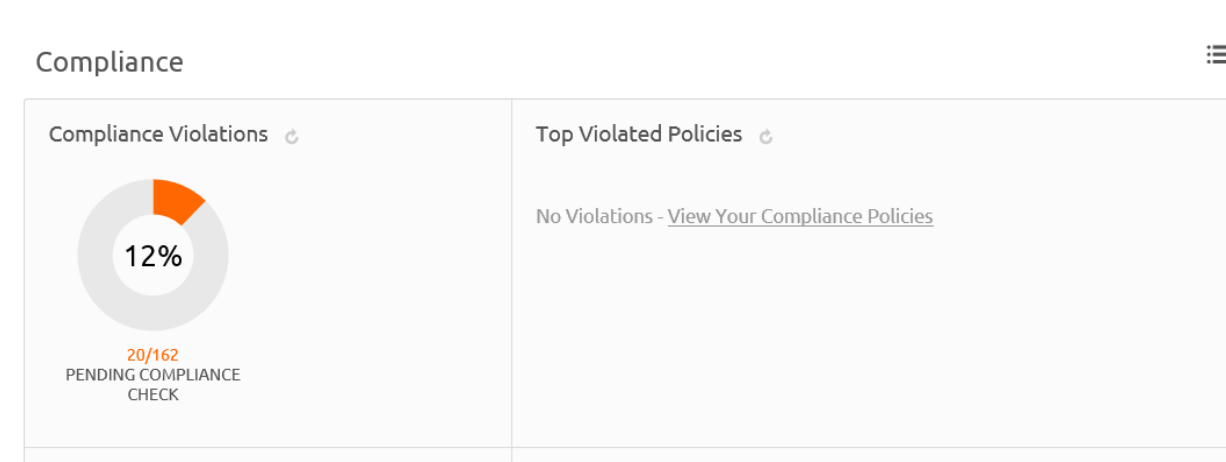 Compliance
Compliance Violations
Top Violated Policies
12%
20/162
PENDING COMPLIANCE
CHECK
No Violations - View Your Compliance Policies